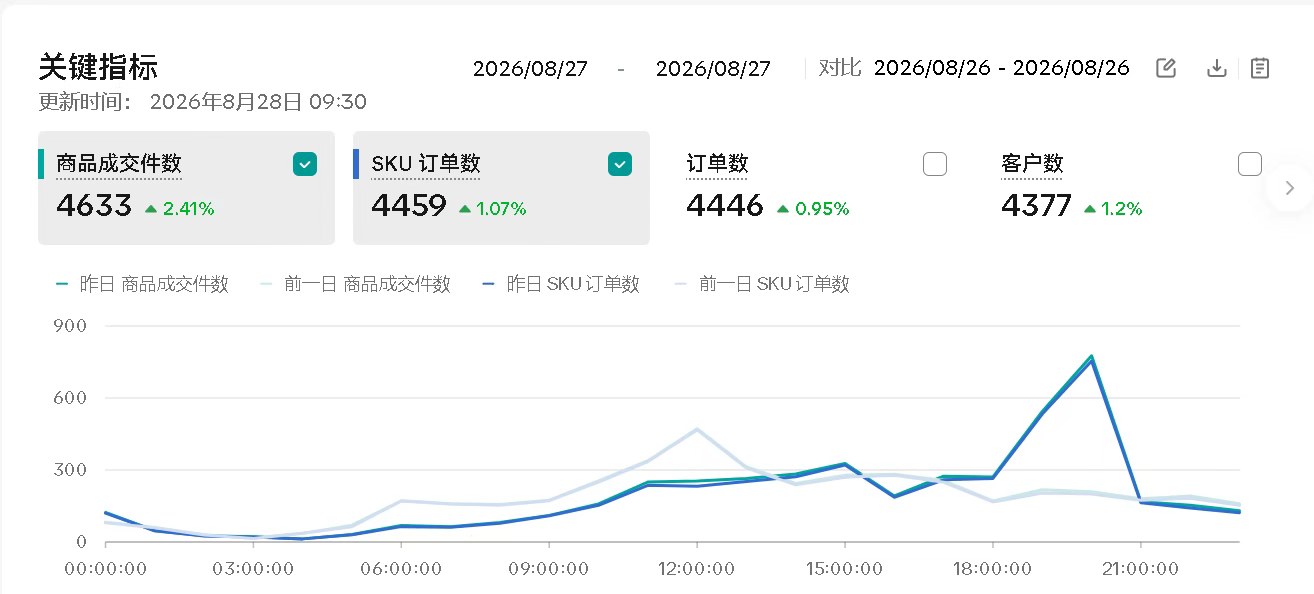 关键指标
2026/08/27 - 2026/08/27 对比 2026/08/26 - 2026/08/26
更新时间： 2026年8月28日 09:30
商品成交件数 SKU 订单数 订单数 客户数
4633 2.41% 4459 1.07% 4446 0.95% 4377 1.2%
昨日 商品成交件数 前一日 商品成交件数 昨日 SKU 订单数 前一日 SKU 订单数
900
600
300
0
00:00:00 03:00:00 06:00:00 09:00:00 12:00:00 15:00:00 18:00:00 21:00:00